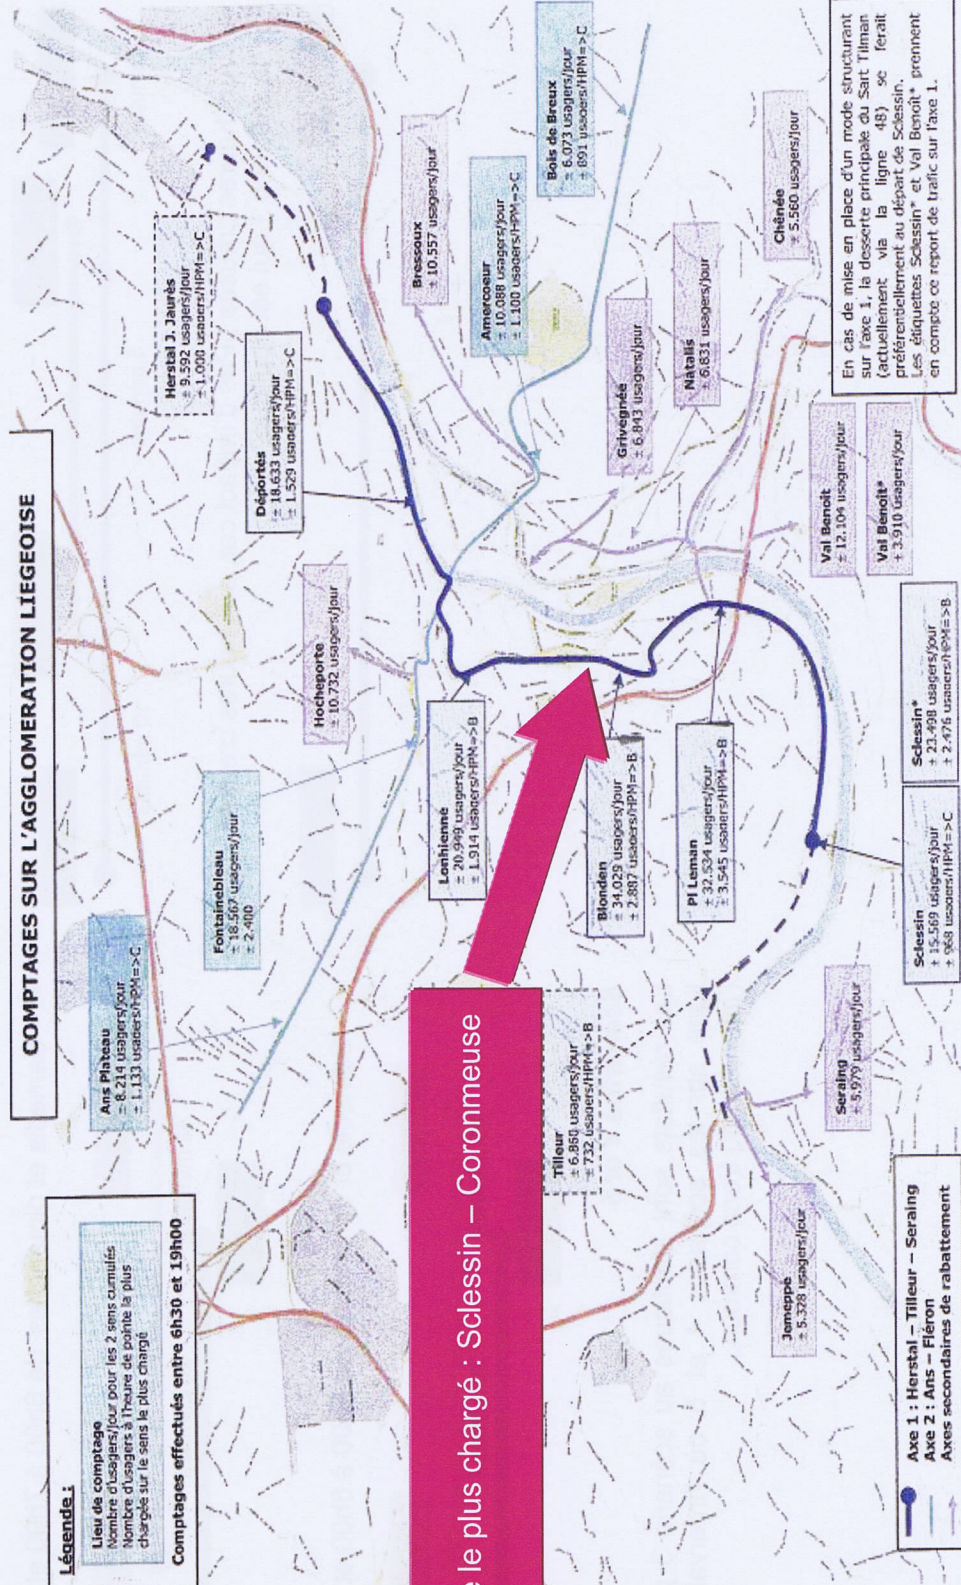 COMPTAGES SUR L'AGGLOMERATION LIEGEOISE
Légende :
Lieu de comptage
Nombre d'usagers/jour pour les 2 sens cumulés
Nombre d'usagers à l'heure de pointe la plus
chargée sur le sens le plus chargé
Comptages effectués entre 6h30 et 19h00
Ans Plateau
± 8.214 usagers/jour
± 1.133 usagers/HPM=>C
Fontainebleau
± 18.567 usagers/jour
± 2.400
Hocheporte
± 10.732 usagers/jour
Déportés
± 18.633 usagers/jour
± 1.529 usagers/HPM=>C
Herstal J. Jaurès
± 9.592 usagers/jour
± 1.000 usagers/HPM=>C
Bressoux
± 10.557 usagers/jour
Amercoeur
± 10.088 usagers/jour
± 1.100 usagers/HPM=>C
Bois de Breux
± 6.073 usagers/jour
± 891 usagers/HPM=>C
Lonhienne
± 20.949 usagers/jour
± 1.914 usagers/HPM=>B
Blonden
± 34.029 usagers/jour
± 2.887 usagers/HPM=>B
Pl Leman
± 32.534 usagers/jour
± 3.545 usagers/HPM=>B
Grivegnée
± 6.843 usagers/jour
Natalis
± 6.831 usagers/jour
Chênée
± 5.560 usagers/jour
le plus chargé : Sclessin – Coronmeuse
Tilleur
± 6.860 usagers/jour
± 732 usagers/HPM=>B
Val Benoit
± 12.104 usagers/jour
Val Benoit*
± 3.910 usagers/jour
Sclessin
± 15.569 usagers/jour
± 968 usagers/HPM=>C
Sclessin*
± 23.498 usagers/jour
± 2.476 usagers/HPM=>B
Seraing
± 5.979 usagers/jour
Jemeppe
± 5.328 usagers/jour
En cas de mise en place d'un mode structurant
sur l'axe 1, la desserte principale du Sart Tilman
(actuellement via la ligne 48) se ferait
préférentiellement au départ de Sclessin.
Les étiquettes Sclessin* et Val Benoît* prennent
en compte ce report de trafic sur l'axe 1.
Axe 1 : Herstal – Tilleur – Seraing
Axe 2 : Ans – Fléron
Axes secondaires de rabattement